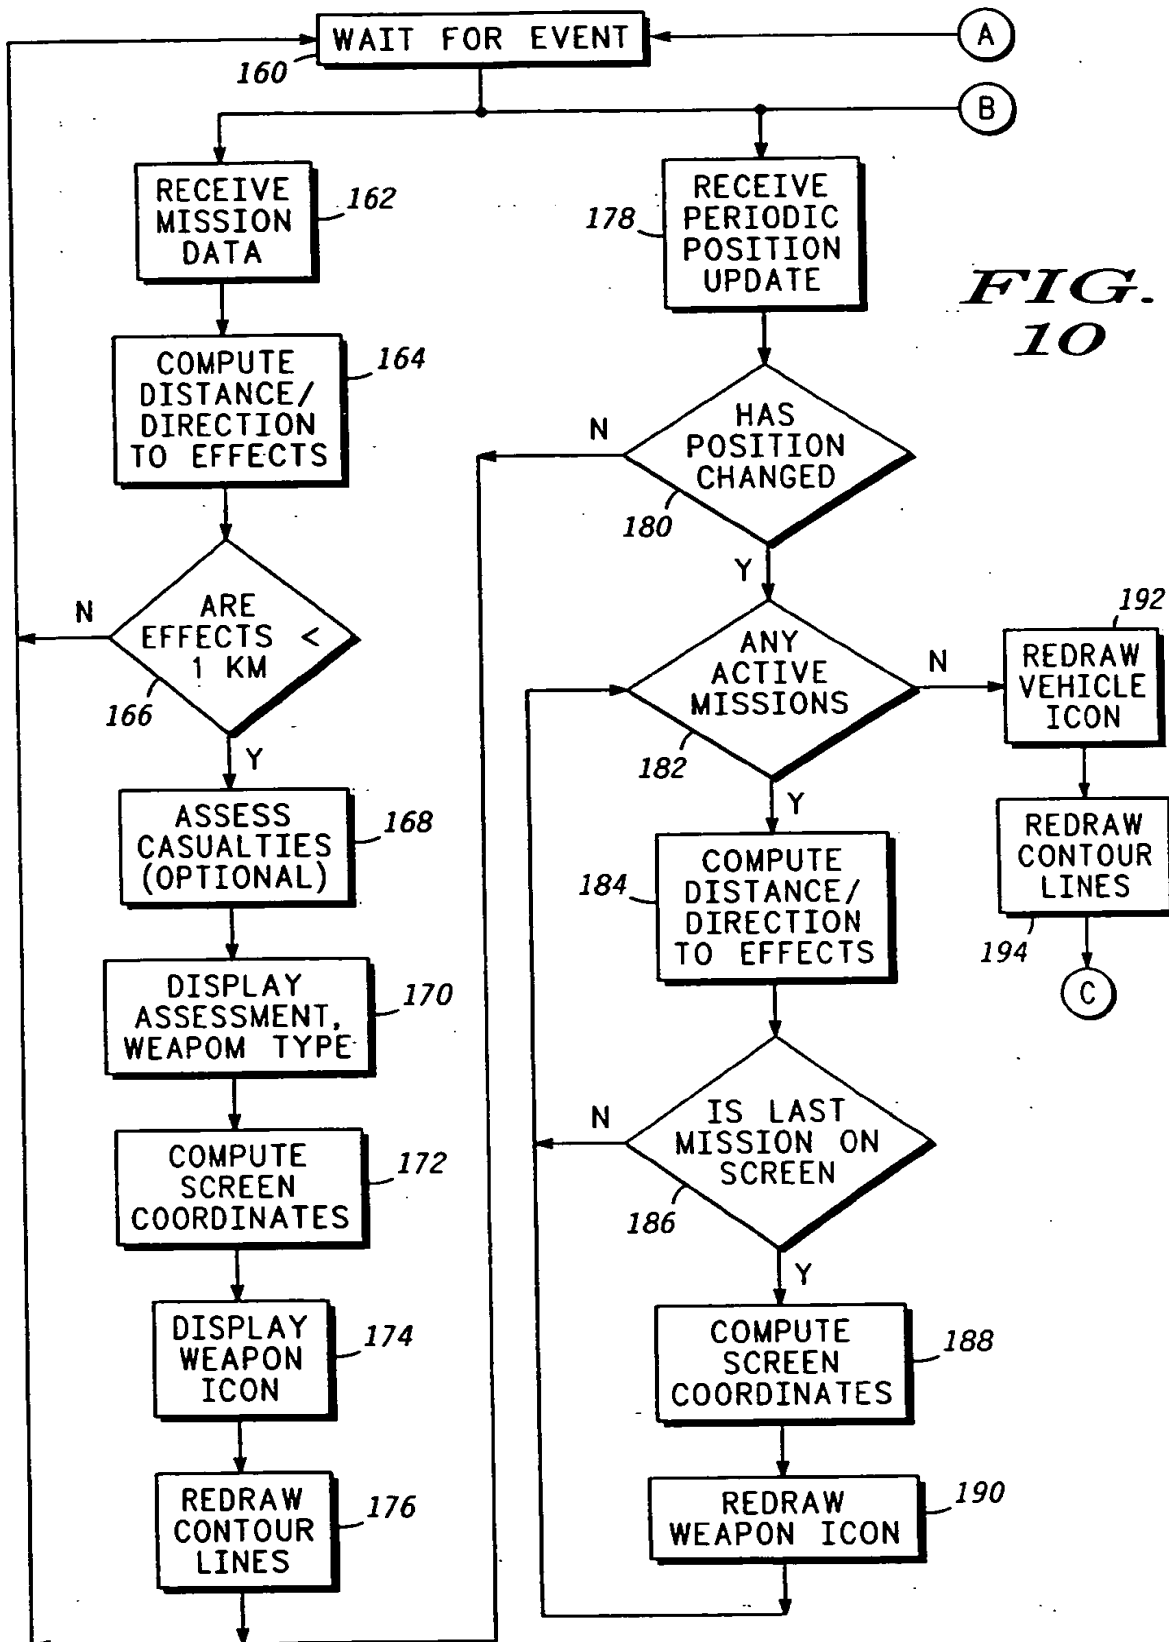 WAIT FOR EVENT
160
A
B
RECEIVE
MISSION
DATA
162
COMPUTE
DISTANCE/
DIRECTION
TO EFFECTS
164
ARE
EFFECTS <
1 KM
166
N
Y
ASSESS
CASUALTIES
(OPTIONAL)
168
DISPLAY
ASSESSMENT,
WEAPOM TYPE
170
COMPUTE
SCREEN
COORDINATES
172
DISPLAY
WEAPON
ICON
174
REDRAW
CONTOUR
LINES
176
RECEIVE
PERIODIC
POSITION
UPDATE
178
FIG.
10
HAS
POSITION
CHANGED
180
N
Y
ANY
ACTIVE
MISSIONS
182
N
Y
REDRAW
VEHICLE
ICON
192
REDRAW
CONTOUR
LINES
194
C
COMPUTE
DISTANCE/
DIRECTION
TO EFFECTS
184
IS LAST
MISSION ON
SCREEN
186
N
Y
COMPUTE
SCREEN
COORDINATES
188
REDRAW
WEAPON ICON
190